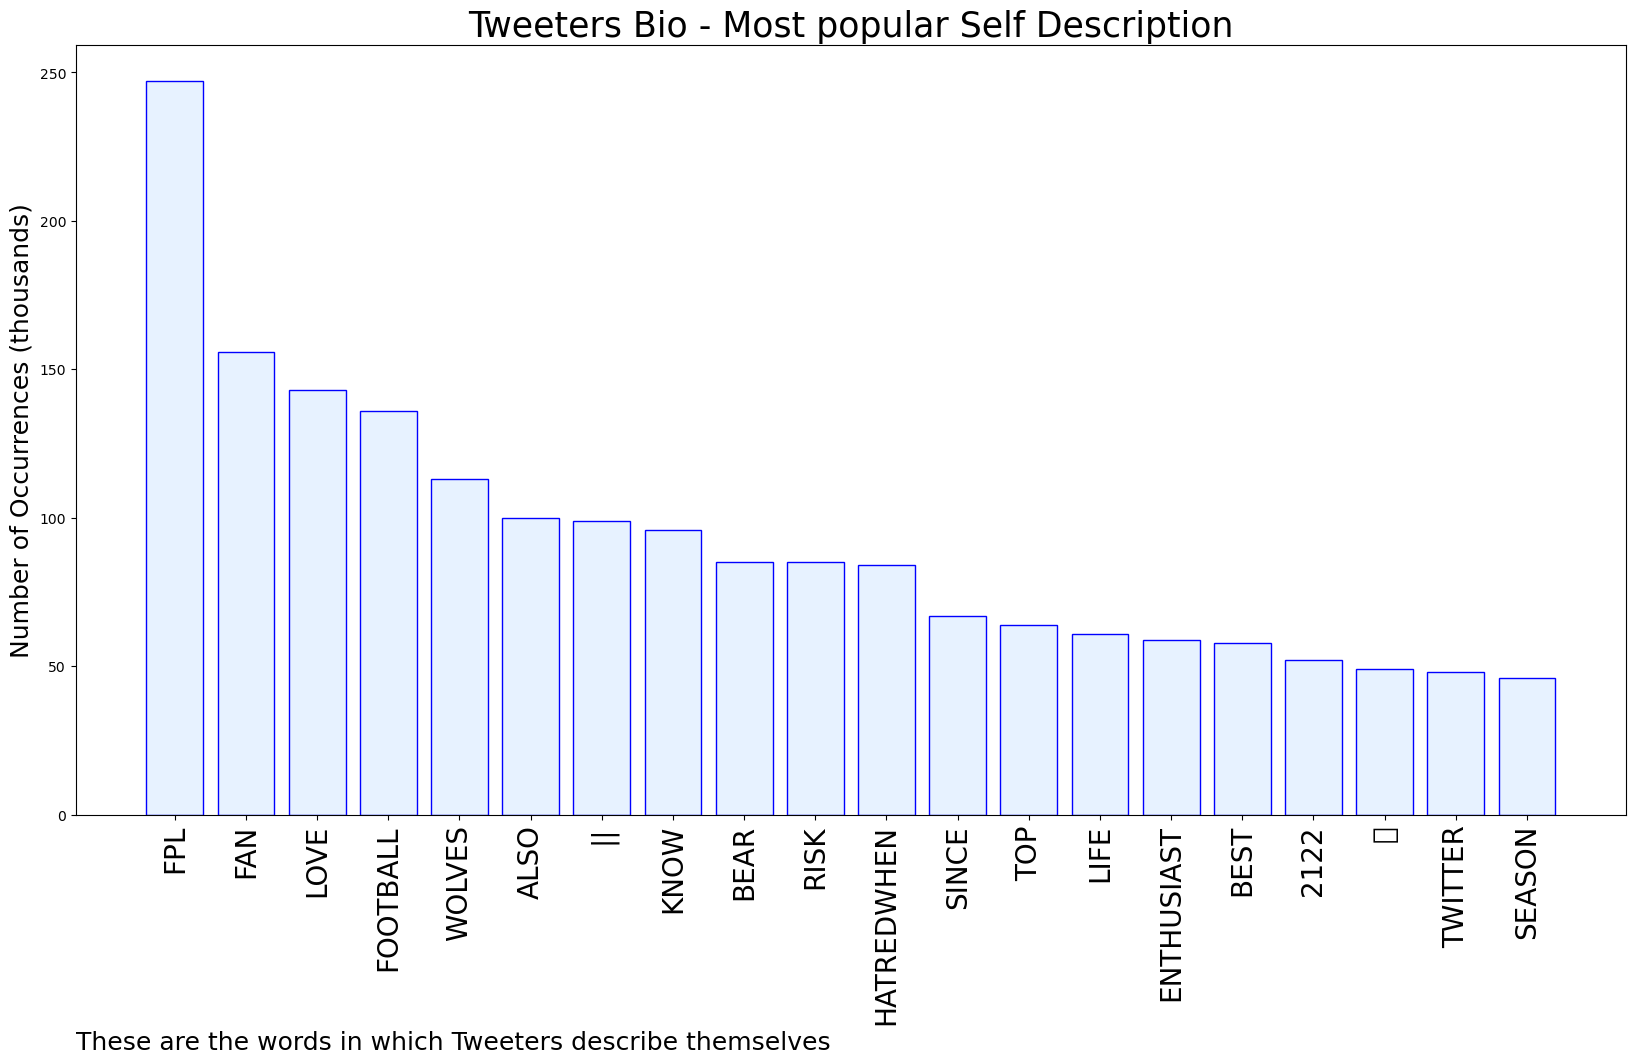 Tweeters Bio - Most popular Self Description
Number of Occurrences (thousands)
250
200
150
100
50
0
FPL
FAN
LOVE
FOOTBALL
WOLVES
ALSO
||
KNOW
BEAR
RISK
HATREDWHEN
SINCE
TOP
LIFE
ENTHUSIAST
BEST
2122
TWITTER
SEASON
These are the words in which Tweeters describe themselves